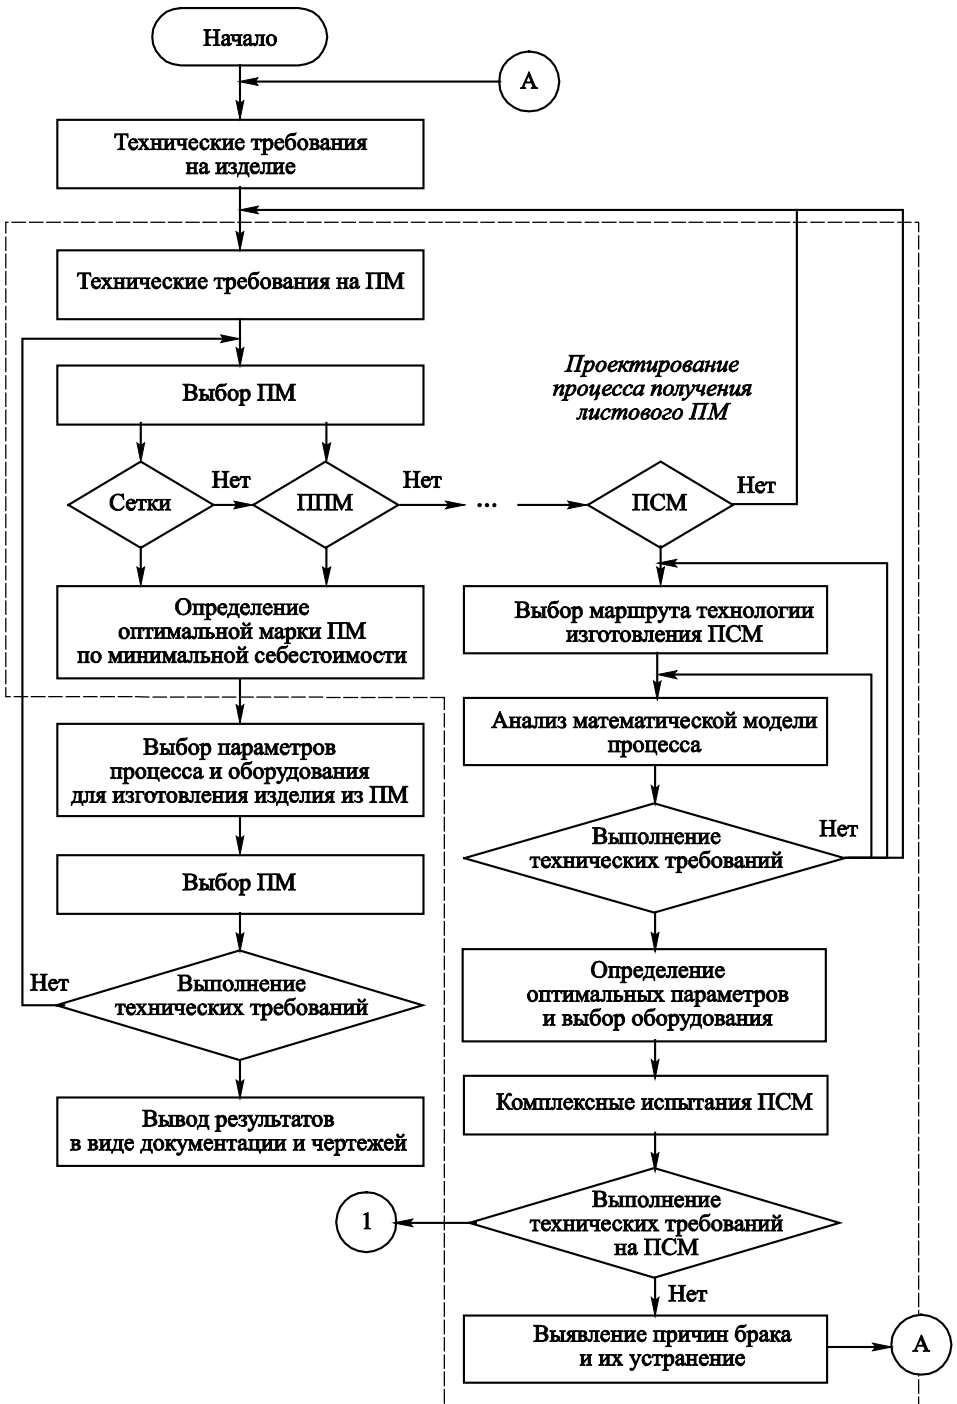 Начало
А
Технические требования
на изделие
Технические требования на ПМ
Выбор ПМ
Проектирование
процесса получения
листового ПМ
Сетки
Нет
ППМ
Нет
...
ПСМ
Нет
Определение
оптимальной марки ПМ
по минимальной себестоимости
Выбор маршрута технологии
изготовления ПСМ
Выбор параметров
процесса и оборудования
для изготовления изделия из ПМ
Анализ математической модели
процесса
Выбор ПМ
Выполнение
технических требований
Нет
Нет
Выполнение
технических требований
Определение
оптимальных параметров
и выбор оборудования
Вывод результатов
в виде документации и чертежей
Комплексные испытания ПСМ
1
Выполнение
технических требований
на ПСМ
Нет
Выявление причин брака
и их устранение
А